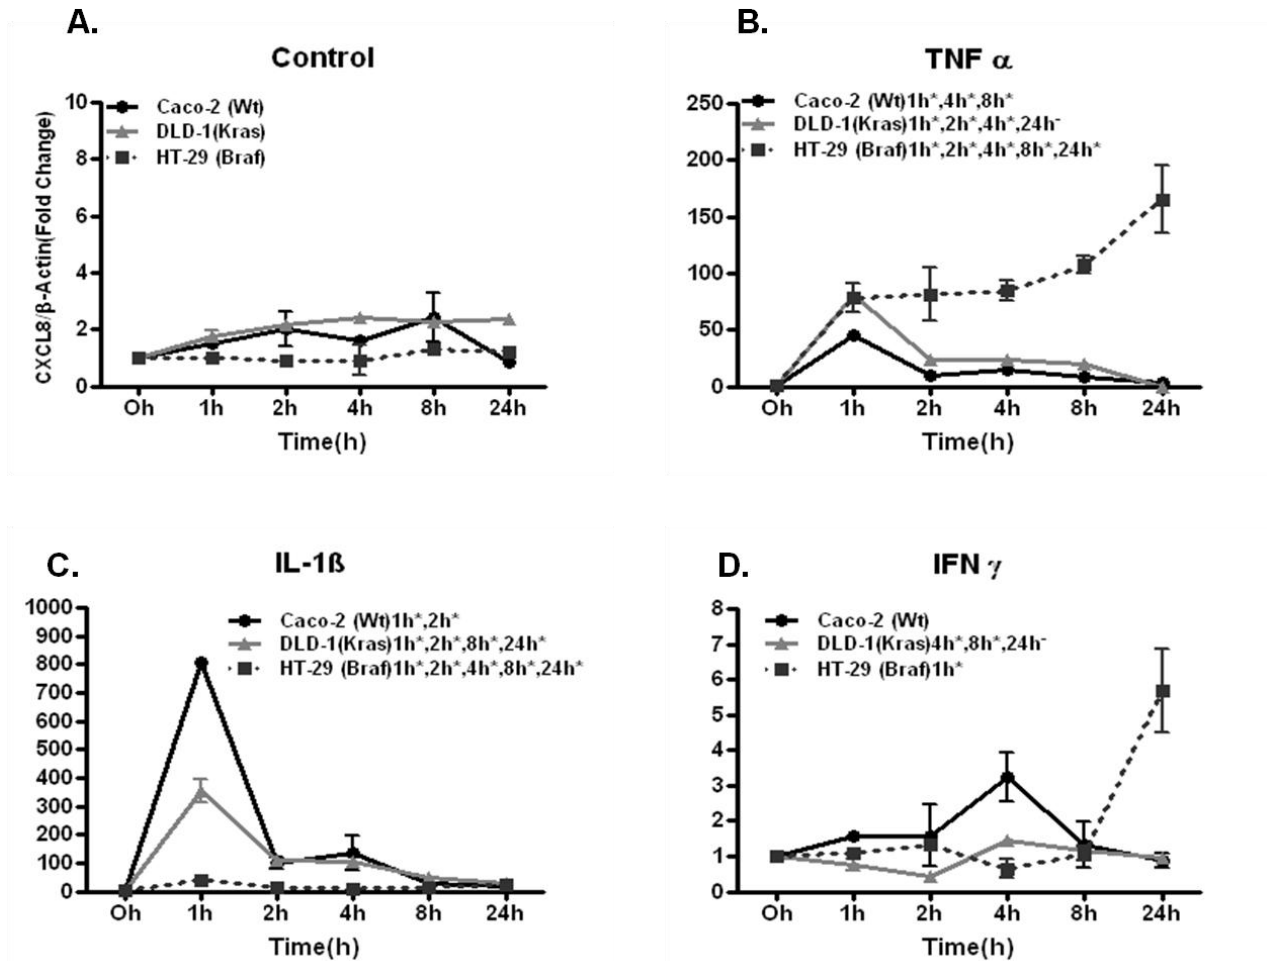 A.
Control
CXCL8/β-Actin(Fold Change)
10
8
6
4
2
0
Caco-2 (Wt)
DLD-1(Kras)
HT-29 (Braf)
Oh 1h 2h 4h 8h 24h
Time(h)
B.
TNF α
250
200
150
100
50
0
Caco-2 (Wt)1h*,4h*,8h*
DLD-1(Kras)1h*,2h*,4h*,24h-
HT-29 (Braf)1h*,2h*,4h*,8h*,24h*
Oh 1h 2h 4h 8h 24h
Time(h)
C.
IL-1ß
1000
900
800
700
600
500
400
300
200
100
0
Caco-2 (Wt)1h*,2h*
DLD-1(Kras)1h*,2h*,8h*,24h*
HT-29 (Braf)1h*,2h*,4h*,8h*,24h*
Oh 1h 2h 4h 8h 24h
Time(h)
D.
IFN γ
8
7
6
5
4
3
2
1
0
Caco-2 (Wt)
DLD-1(Kras)4h*,8h*,24h-
HT-29 (Braf)1h*
Oh 1h 2h 4h 8h 24h
Time(h)